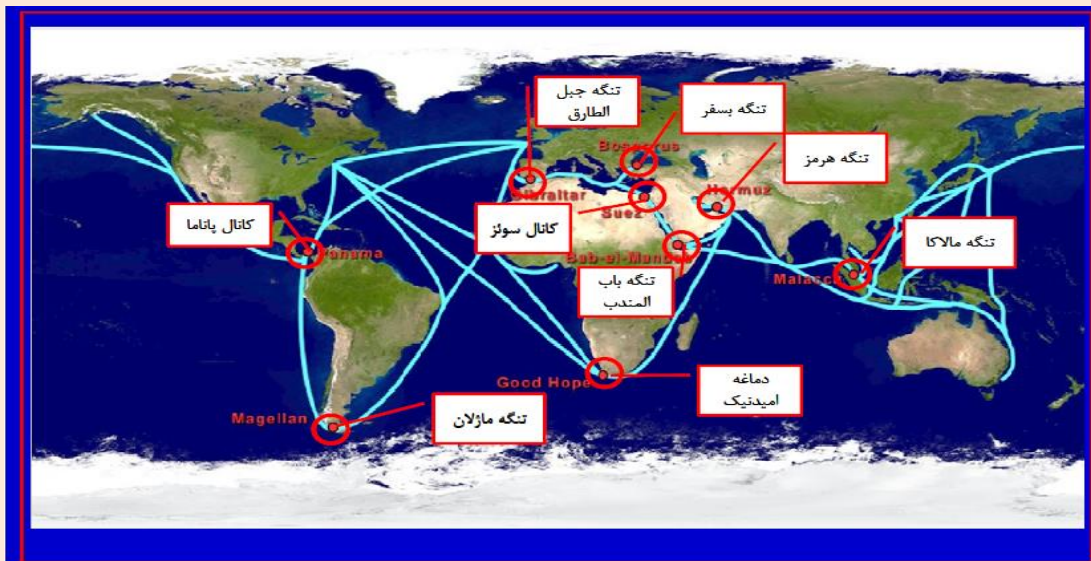 تنگه جبل
الطارق
تنگه بسفر
Bosporus
تنگه هرمز
Gibraltar
Hormuz
کانال سوئز
Suez
کانال پاناما
Panama
تنگه مالاکا
Bab-el-Mandeb
Malacca
تنگه باب
المندب
دماغه
امیدنیک
Good Hope
Magellan
تنگه ماژلان